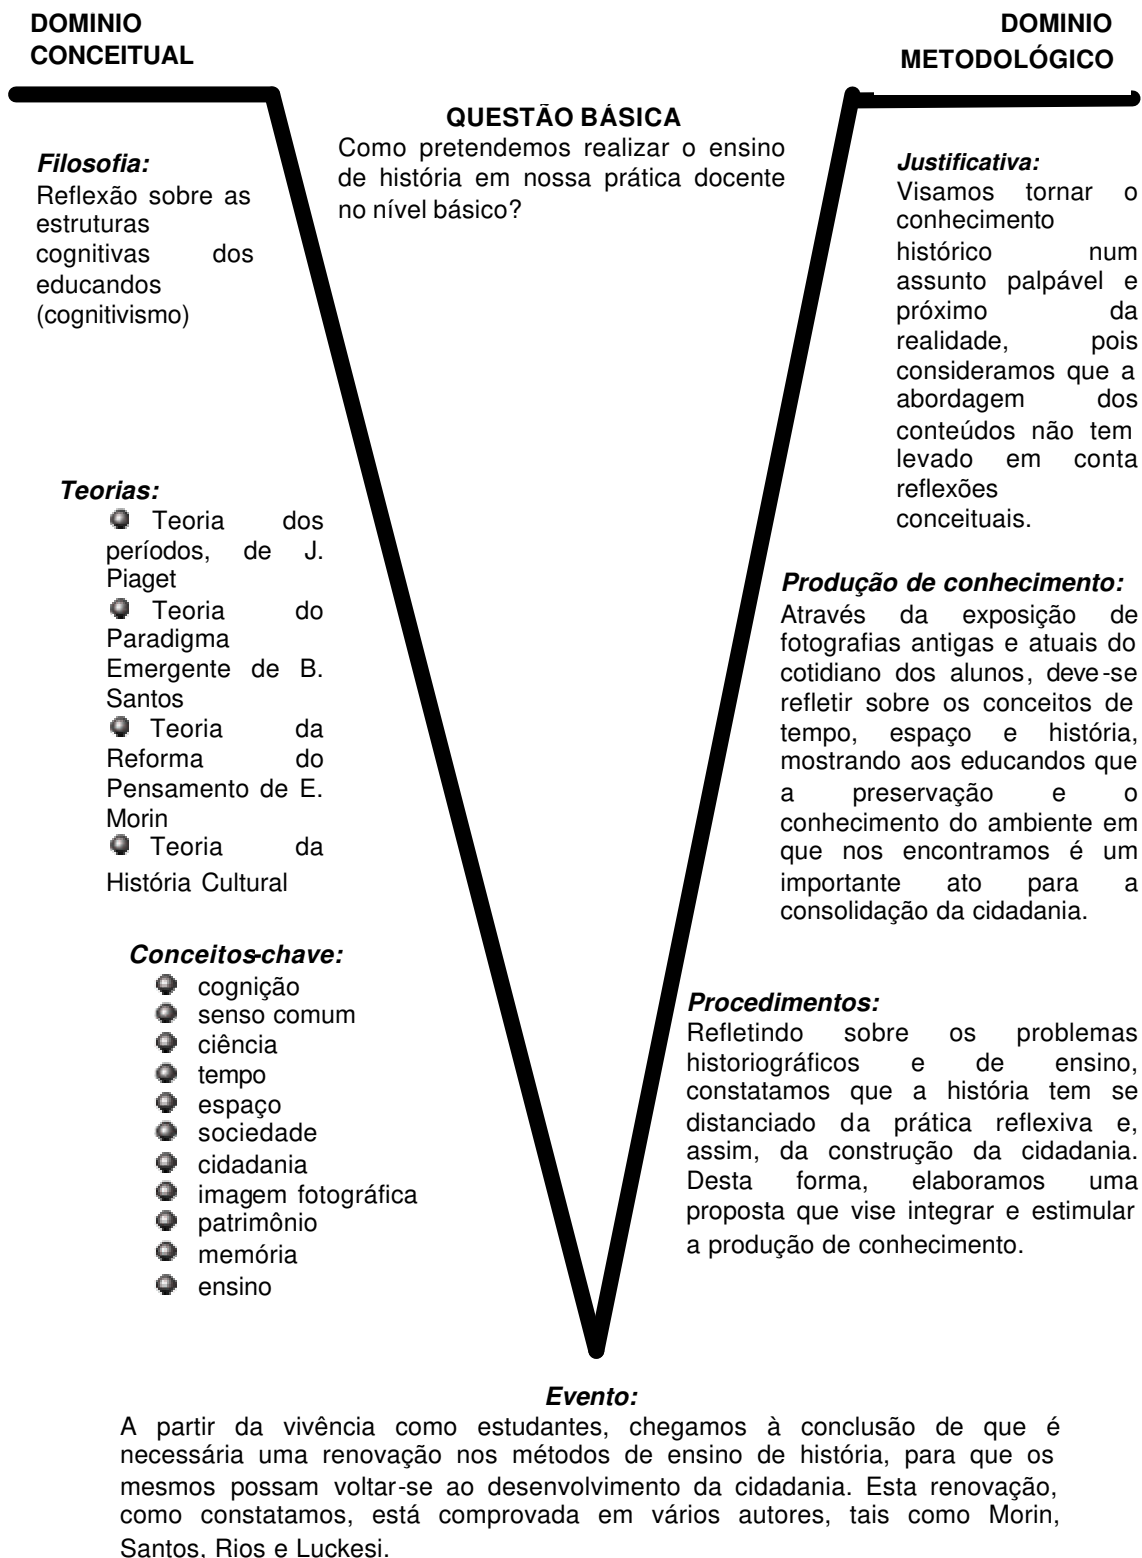 DOMINIO
CONCEITUAL
DOMINIO
METODOLÓGICO
QUESTÃO BÁSICA
Como pretendemos realizar o ensino
de história em nossa prática docente
no nível básico?
Filosofia:
Reflexão sobre as
estruturas
cognitivas dos
educandos
(cognitivismo)
Teorias:
Teoria dos
períodos, de J.
Piaget
Teoria do
Paradigma
Emergente de B.
Santos
Teoria da
Reforma do
Pensamento de E.
Morin
Teoria da
História Cultural
Conceitos-chave:
cognição
senso comum
ciência
tempo
espaço
sociedade
cidadania
imagem fotográfica
patrimônio
memória
ensino
Justificativa:
Visamos tornar o
conhecimento
histórico num
assunto palpável e
próximo da
realidade, pois
consideramos que a
abordagem dos
conteúdos não tem
levado em conta
reflexões
conceituais.
Produção de conhecimento:
Através da exposição de
fotografias antigas e atuais do
cotidiano dos alunos, deve-se
refletir sobre os conceitos de
tempo, espaço e história,
mostrando aos educandos que
a preservação e o
conhecimento do ambiente em
que nos encontramos é um
importante ato para a
consolidação da cidadania.
Procedimentos:
Refletindo sobre os problemas
historiográficos e de ensino,
constatamos que a história tem se
distanciado da prática reflexiva e,
assim, da construção da cidadania.
Desta forma, elaboramos uma
proposta que vise integrar e estimular
a produção de conhecimento.
Evento:
A partir da vivência como estudantes, chegamos à conclusão de que é
necessária uma renovação nos métodos de ensino de história, para que os
mesmos possam voltar-se ao desenvolvimento da cidadania. Esta renovação,
como constatamos, está comprovada em vários autores, tais como Morin,
Santos, Rios e Luckesi.